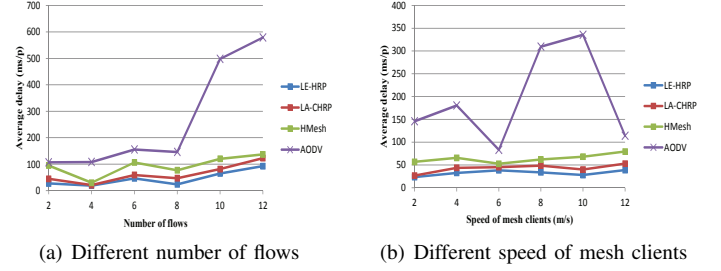 700
600
500
400
300
200
100
0
Average delay (ms/p)
2 4 6 8 10 12
Number of flows
LE-HRP
LA-CHRP
HMesh
AODV
(a) Different number of flows
400
350
300
250
200
150
100
50
0
Average delay (ms/p)
2 4 6 8 10 12
Speed of mesh clients (m/s)
LE-HRP
LA-CHRP
HMesh
AODV
(b) Different speed of mesh clients